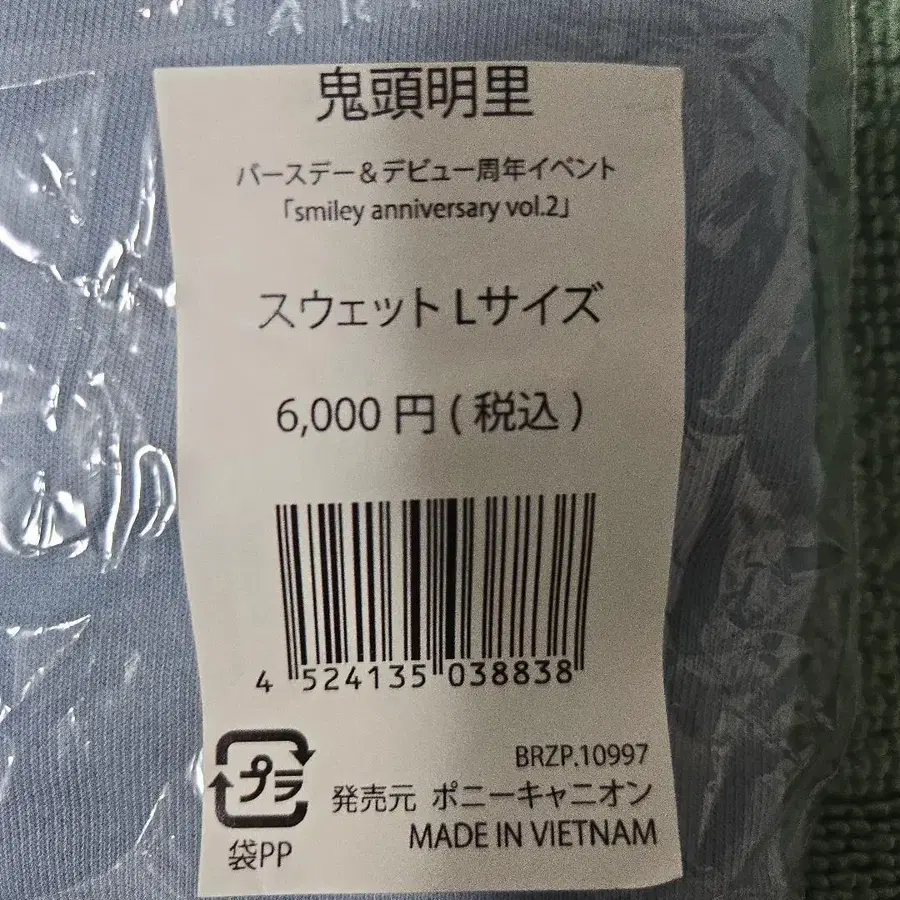 鬼頭明里
バースデー＆デビュー周年イベント
「smiley anniversary vol.2」
スウェット Lサイズ
6,000 円 ( 税込 )
4 524135 038838
プラ
袋PP
BRZP.10997
発売元 ポニーキャニオン
MADE IN VIETNAM